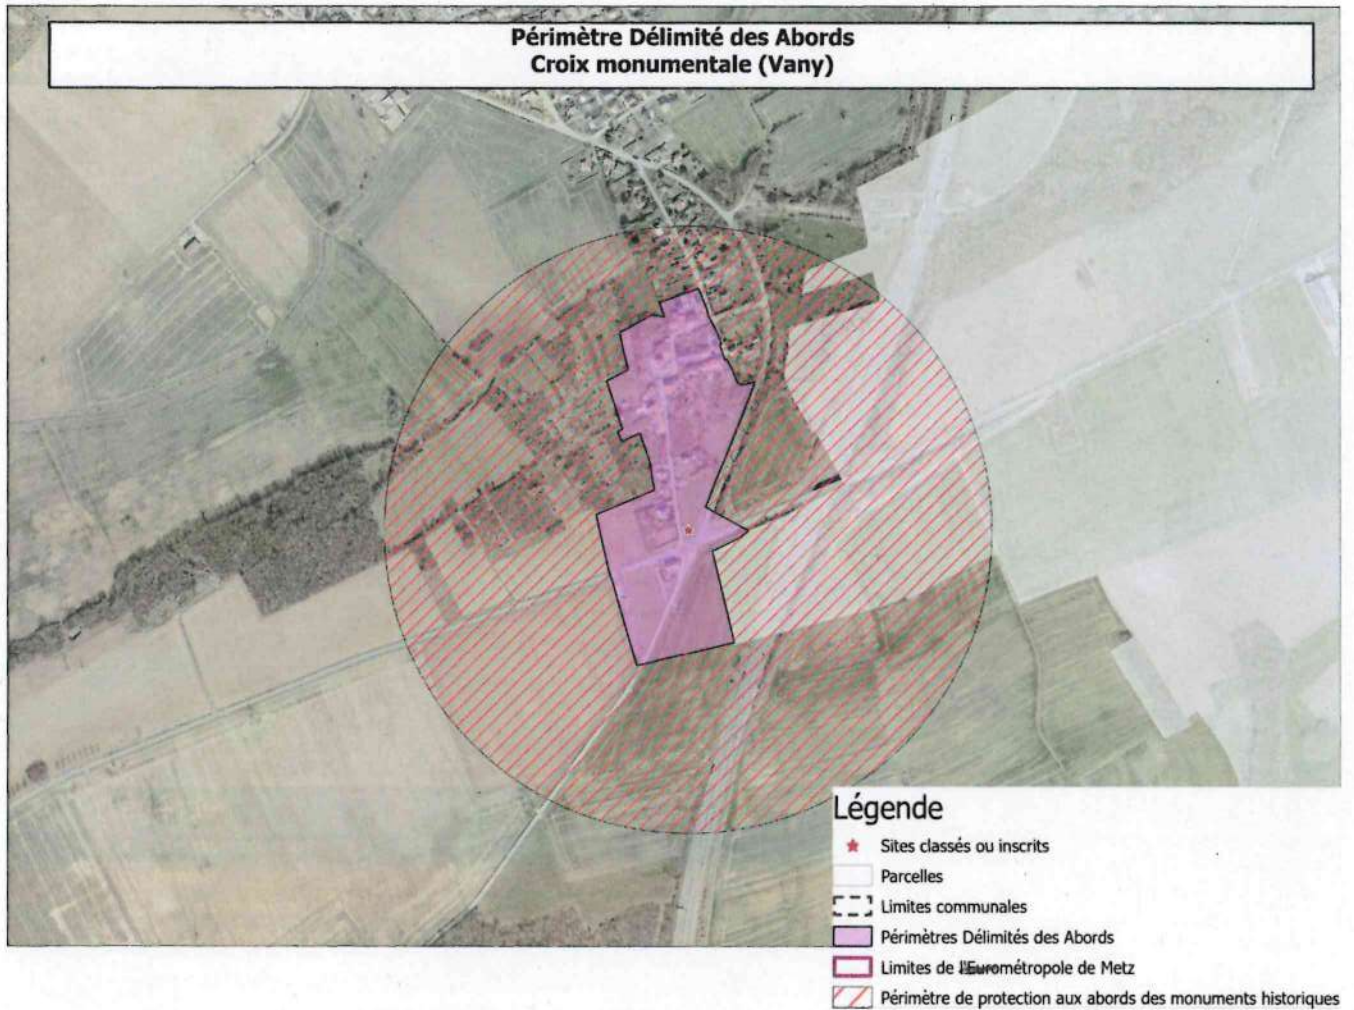 Périmètre Délimité des Abords
Croix monumentale (Vany)
Légende
Sites classés ou inscrits
Parcelles
Limites communales
Périmètres Délimités des Abords
Limites de l'Eurométropole de Metz
Périmètre de protection aux abords des monuments historiques